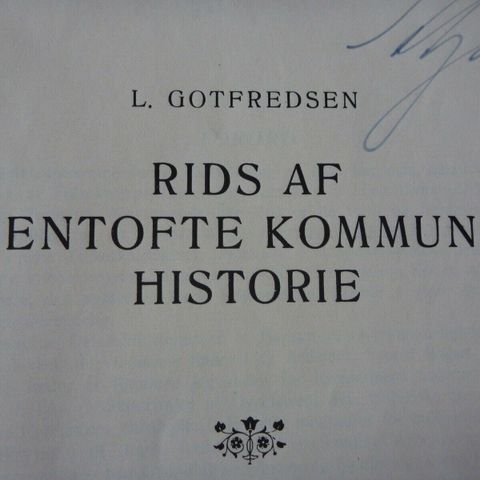 L. GOTFREDSEN
RIDS AF
ENTOFTE KOMMUN
HISTORIE